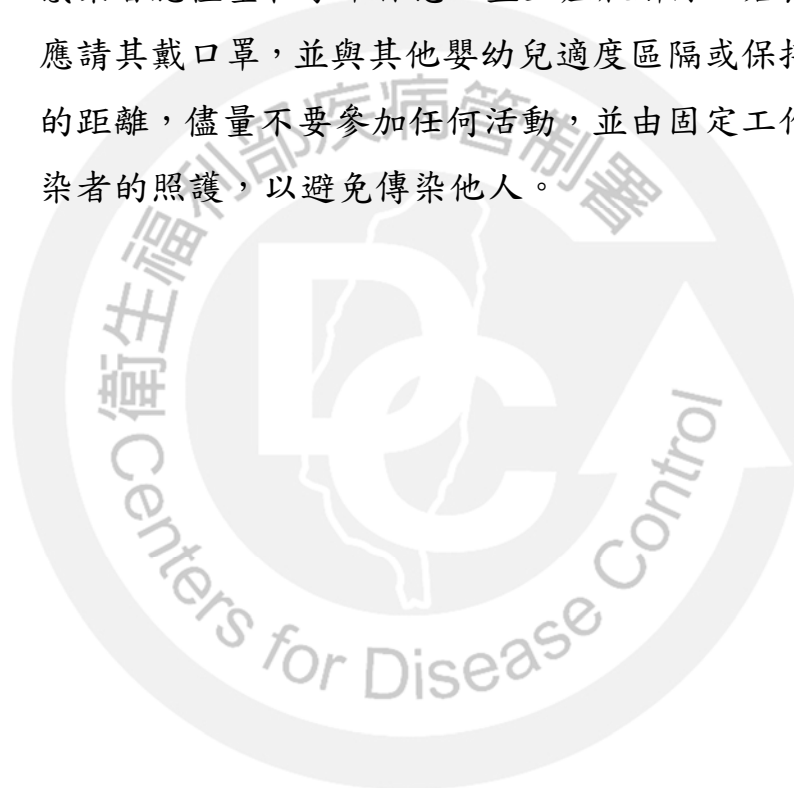 應請其戴口罩，並與其他嬰幼兒適度區隔或保持
的距離，儘量不要參加任何活動，並由固定工作
染者的照護，以避免傳染他人。
衛生福利部疾病管制署
Centers for Disease Control